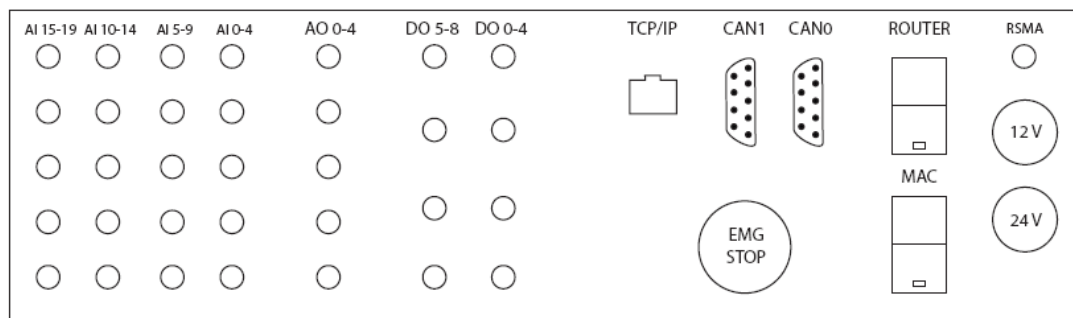 AI 15-19 AI 10-14 AI 5-9 AI 0-4 AO 0-4 DO 5-8 DO 0-4 TCP/IP CAN1 CAN0 ROUTER RSMA
12 V
MAC
24 V
EMG
STOP